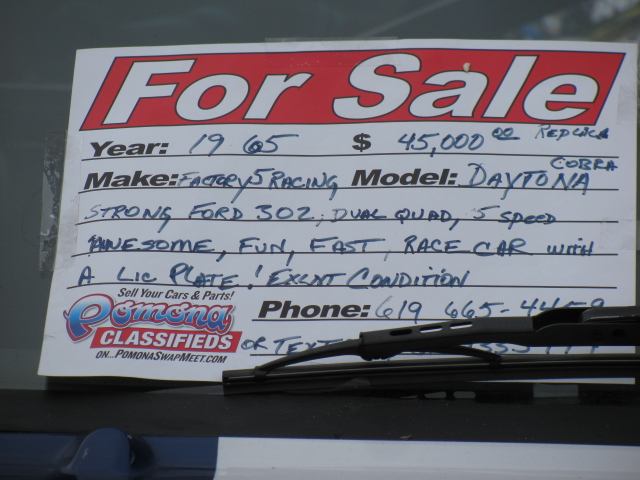 For Sale
Year: 1965 $ 45,000 00 REPLICA
Make: FACTORY 5 RACING Model: DAYTONA COBRA
STRONG FORD 302, DUAL QUAD, 5 SPEED
AWESOME, FUN, FAST, RACE CAR WITH
A LIC PLATE! EXLNT CONDITION
Sell Your Cars & Parts!
Pomona
CLASSIFIEDS
ON...POMONASWAPMEET.COM
Phone: 619 665-4459
OR TEXT